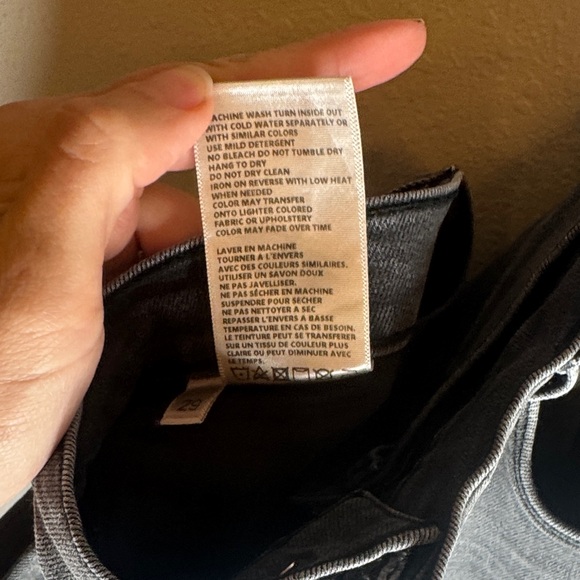 MACHINE WASH TURN INSIDE OUT
WITH COLD WATER SEPARATELY OR
WITH SIMILAR COLORS
USE MILD DETERGENT
NO BLEACH DO NOT TUMBLE DRY
HANG TO DRY
DO NOT DRY CLEAN
IRON ON REVERSE WITH LOW HEAT
WHEN NEEDED
COLOR MAY TRANSFER
ONTO LIGHTER COLORED
FABRIC OR UPHOLSTERY
COLOR MAY FADE OVER TIME
LAVER EN MACHINE
TOURNER A L'ENVERS
AVEC DES COULEURS SIMILAIRES.
UTILISER UN SAVON DOUX
NE PAS JAVELLISER.
NE PAS SÉCHER EN MACHINE
SUSPENDRE POUR SÉCHER
NE PAS NETTOYER A SEC
REPASSER L'ENVERS A BASSE
TEMPÉRATURE EN CAS DE BESOIN.
LE TEINTURE PEUT SE TRANSFERER
SUR UN TISSU DE COULEUR PLUS
CLAIRE OU PEUT DIMINUER AVEC
LE TEMPS.
29